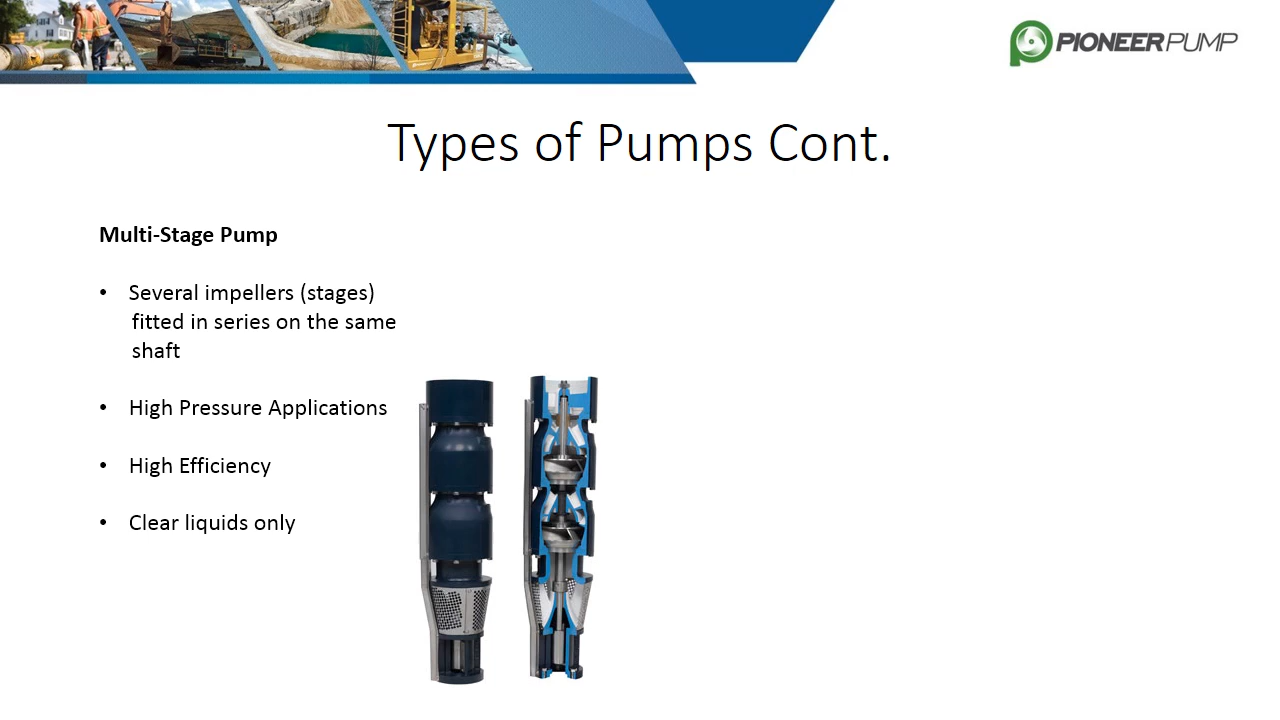 PIONEERPUMP
Types of Pumps Cont.
Multi-Stage Pump
• Several impellers (stages)
fitted in series on the same
shaft
• High Pressure Applications
• High Efficiency
• Clear liquids only